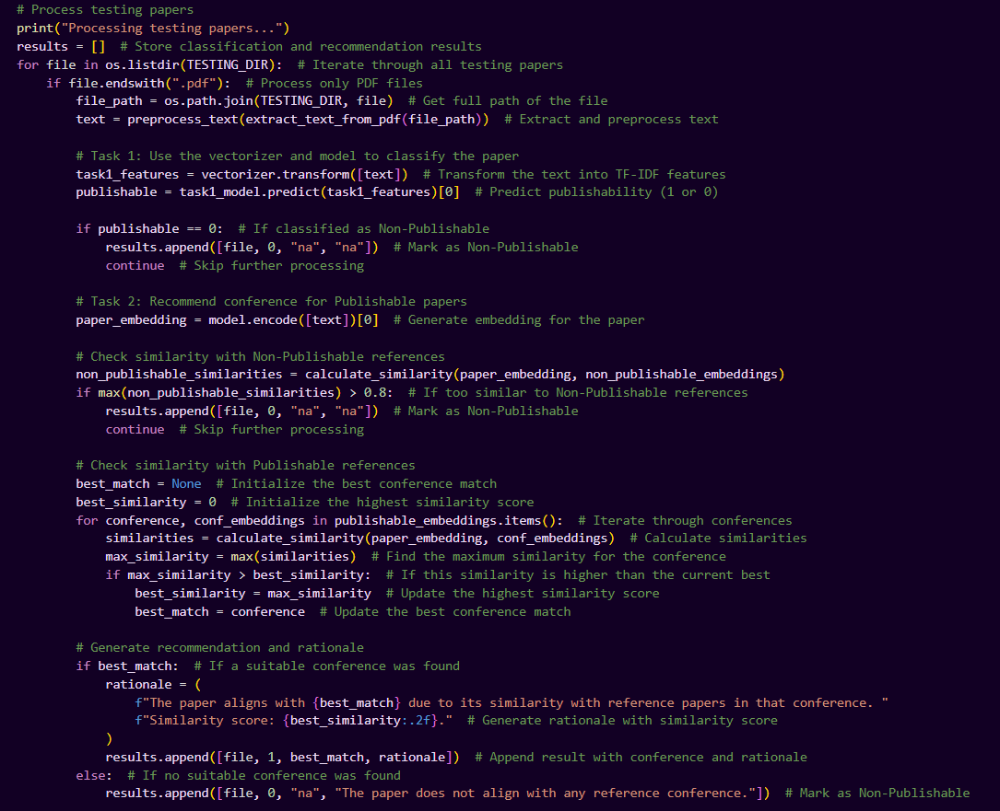 # Process testing papers
print("Processing testing papers...")
results = []  # Store classification and recommendation results
for file in os.listdir(TESTING_DIR):  # Iterate through all testing papers
    if file.endswith(".pdf"):  # Process only PDF files
        file_path = os.path.join(TESTING_DIR, file)  # Get full path of the file
        text = preprocess_text(extract_text_from_pdf(file_path))  # Extract and preprocess text

        # Task 1: Use the vectorizer and model to classify the paper
        task1_features = vectorizer.transform([text])  # Transform the text into TF-IDF features
        publishable = task1_model.predict(task1_features)[0]  # Predict publishability (1 or 0)

        if publishable == 0:  # If classified as Non-Publishable
            results.append([file, 0, "na", "na"])  # Mark as Non-Publishable
            continue  # Skip further processing

        # Task 2: Recommend conference for Publishable papers
        paper_embedding = model.encode([text])[0]  # Generate embedding for the paper

        # Check similarity with Non-Publishable references
        non_publishable_similarities = calculate_similarity(paper_embedding, non_publishable_embeddings)
        if max(non_publishable_similarities) > 0.8:  # If too similar to Non-Publishable references
            results.append([file, 0, "na", "na"])  # Mark as Non-Publishable
            continue  # Skip further processing

        # Check similarity with Publishable references
        best_match = None  # Initialize the best conference match
        best_similarity = 0  # Initialize the highest similarity score
        for conference, conf_embeddings in publishable_embeddings.items():  # Iterate through conferences
            similarities = calculate_similarity(paper_embedding, conf_embeddings)  # Calculate similarities
            max_similarity = max(similarities)  # Find the maximum similarity for the conference
            if max_similarity > best_similarity:  # If this similarity is higher than the current best
                best_similarity = max_similarity  # Update the highest similarity score
                best_match = conference  # Update the best conference match

        # Generate recommendation and rationale
        if best_match:  # If a suitable conference was found
            rationale = (
                f"The paper aligns with {best_match} due to its similarity with reference papers in that conference. "
                f"Similarity score: {best_similarity:.2f}."  # Generate rationale with similarity score
            )
            results.append([file, 1, best_match, rationale])  # Append result with conference and rationale
        else:  # If no suitable conference was found
            results.append([file, 0, "na", "The paper does not align with any reference conference."])  # Mark as Non-Publishable